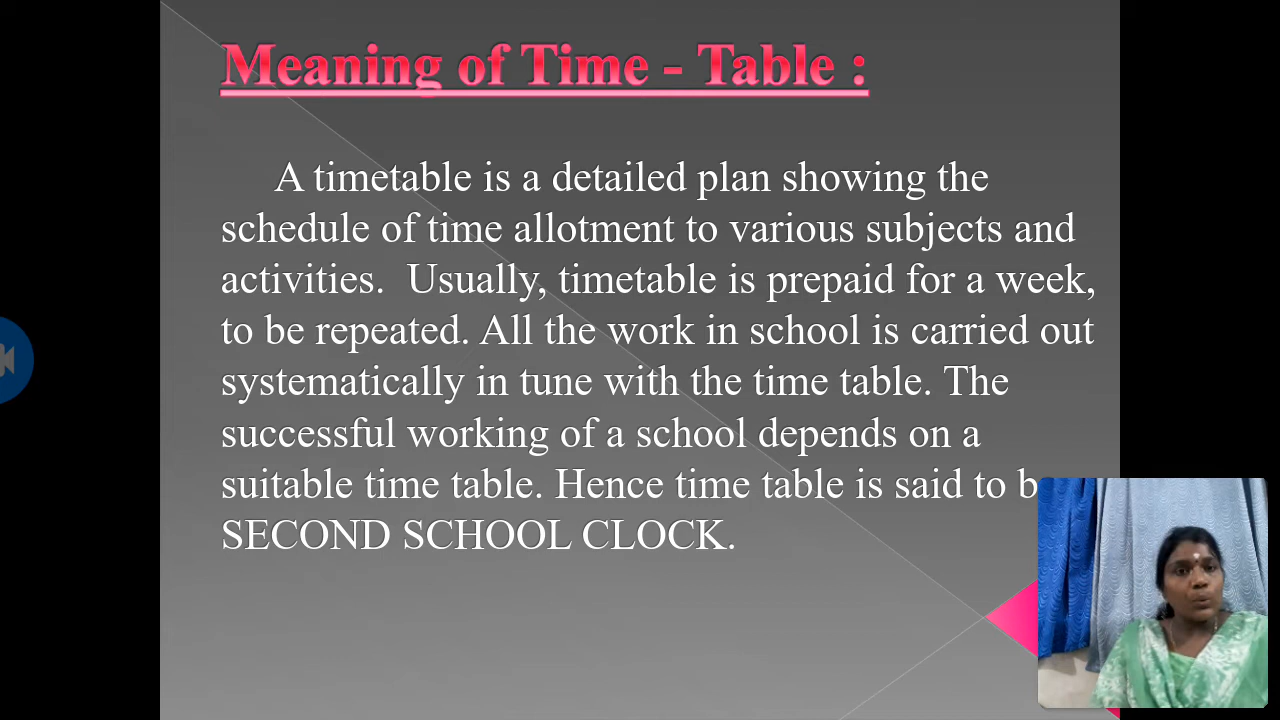 Meaning of Time - Table :
A timetable is a detailed plan showing the
schedule of time allotment to various subjects and
activities. Usually, timetable is prepaid for a week,
to be repeated. All the work in school is carried out
systematically in tune with the time table. The
successful working of a school depends on a
suitable time table. Hence time table is said to
SECOND SCHOOL CLOCK.